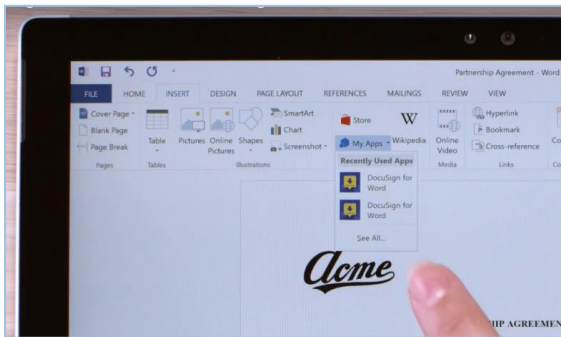 Partnership Agreement - Word
FILE HOME INSERT DESIGN PAGE LAYOUT REFERENCES MAILINGS REVIEW VIEW
Cover Page
Blank Page
Page Break
Pages
Table
Tables
Pictures
Online
Pictures
Shapes
SmartArt
Chart
Screenshot
Illustrations
Store
My Apps
W
Wikipedia
Recently Used Apps
DocuSign for
Word
DocuSign for
Word
See All...
Online
Video
Media
Hyperlink
Bookmark
Cross-reference
Links
Co
Co
Acme
HIP AGREEMEN